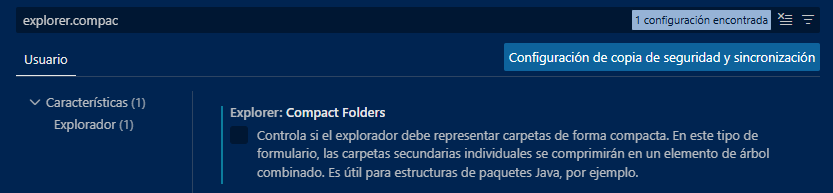 explorer.compac
1 configuración encontrada
Usuario
Configuración de copia de seguridad y sincronización
Características (1)
Explorador (1)
Explorer: Compact Folders
Controla si el explorador debe representar carpetas de forma compacta. En este tipo de
formulario, las carpetas secundarias individuales se comprimirán en un elemento de árbol
combinado. Es útil para estructuras de paquetes Java, por ejemplo.